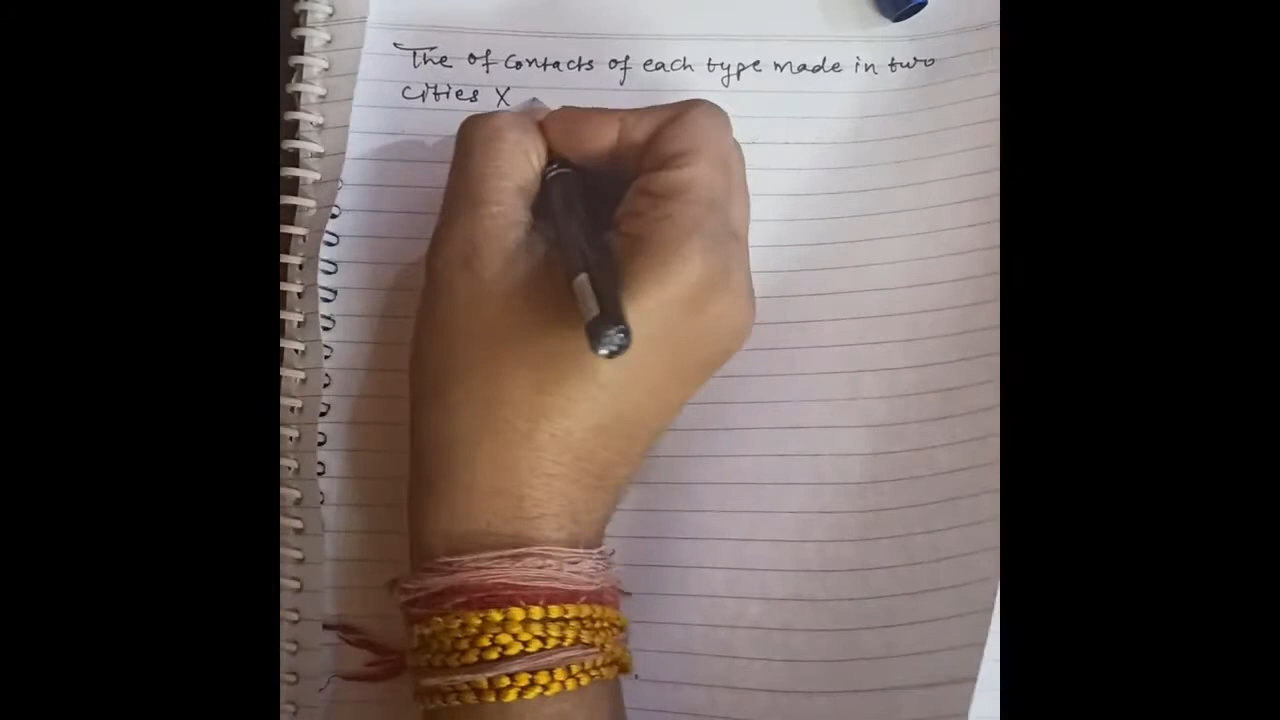 The of contacts of each type made in two
cities X